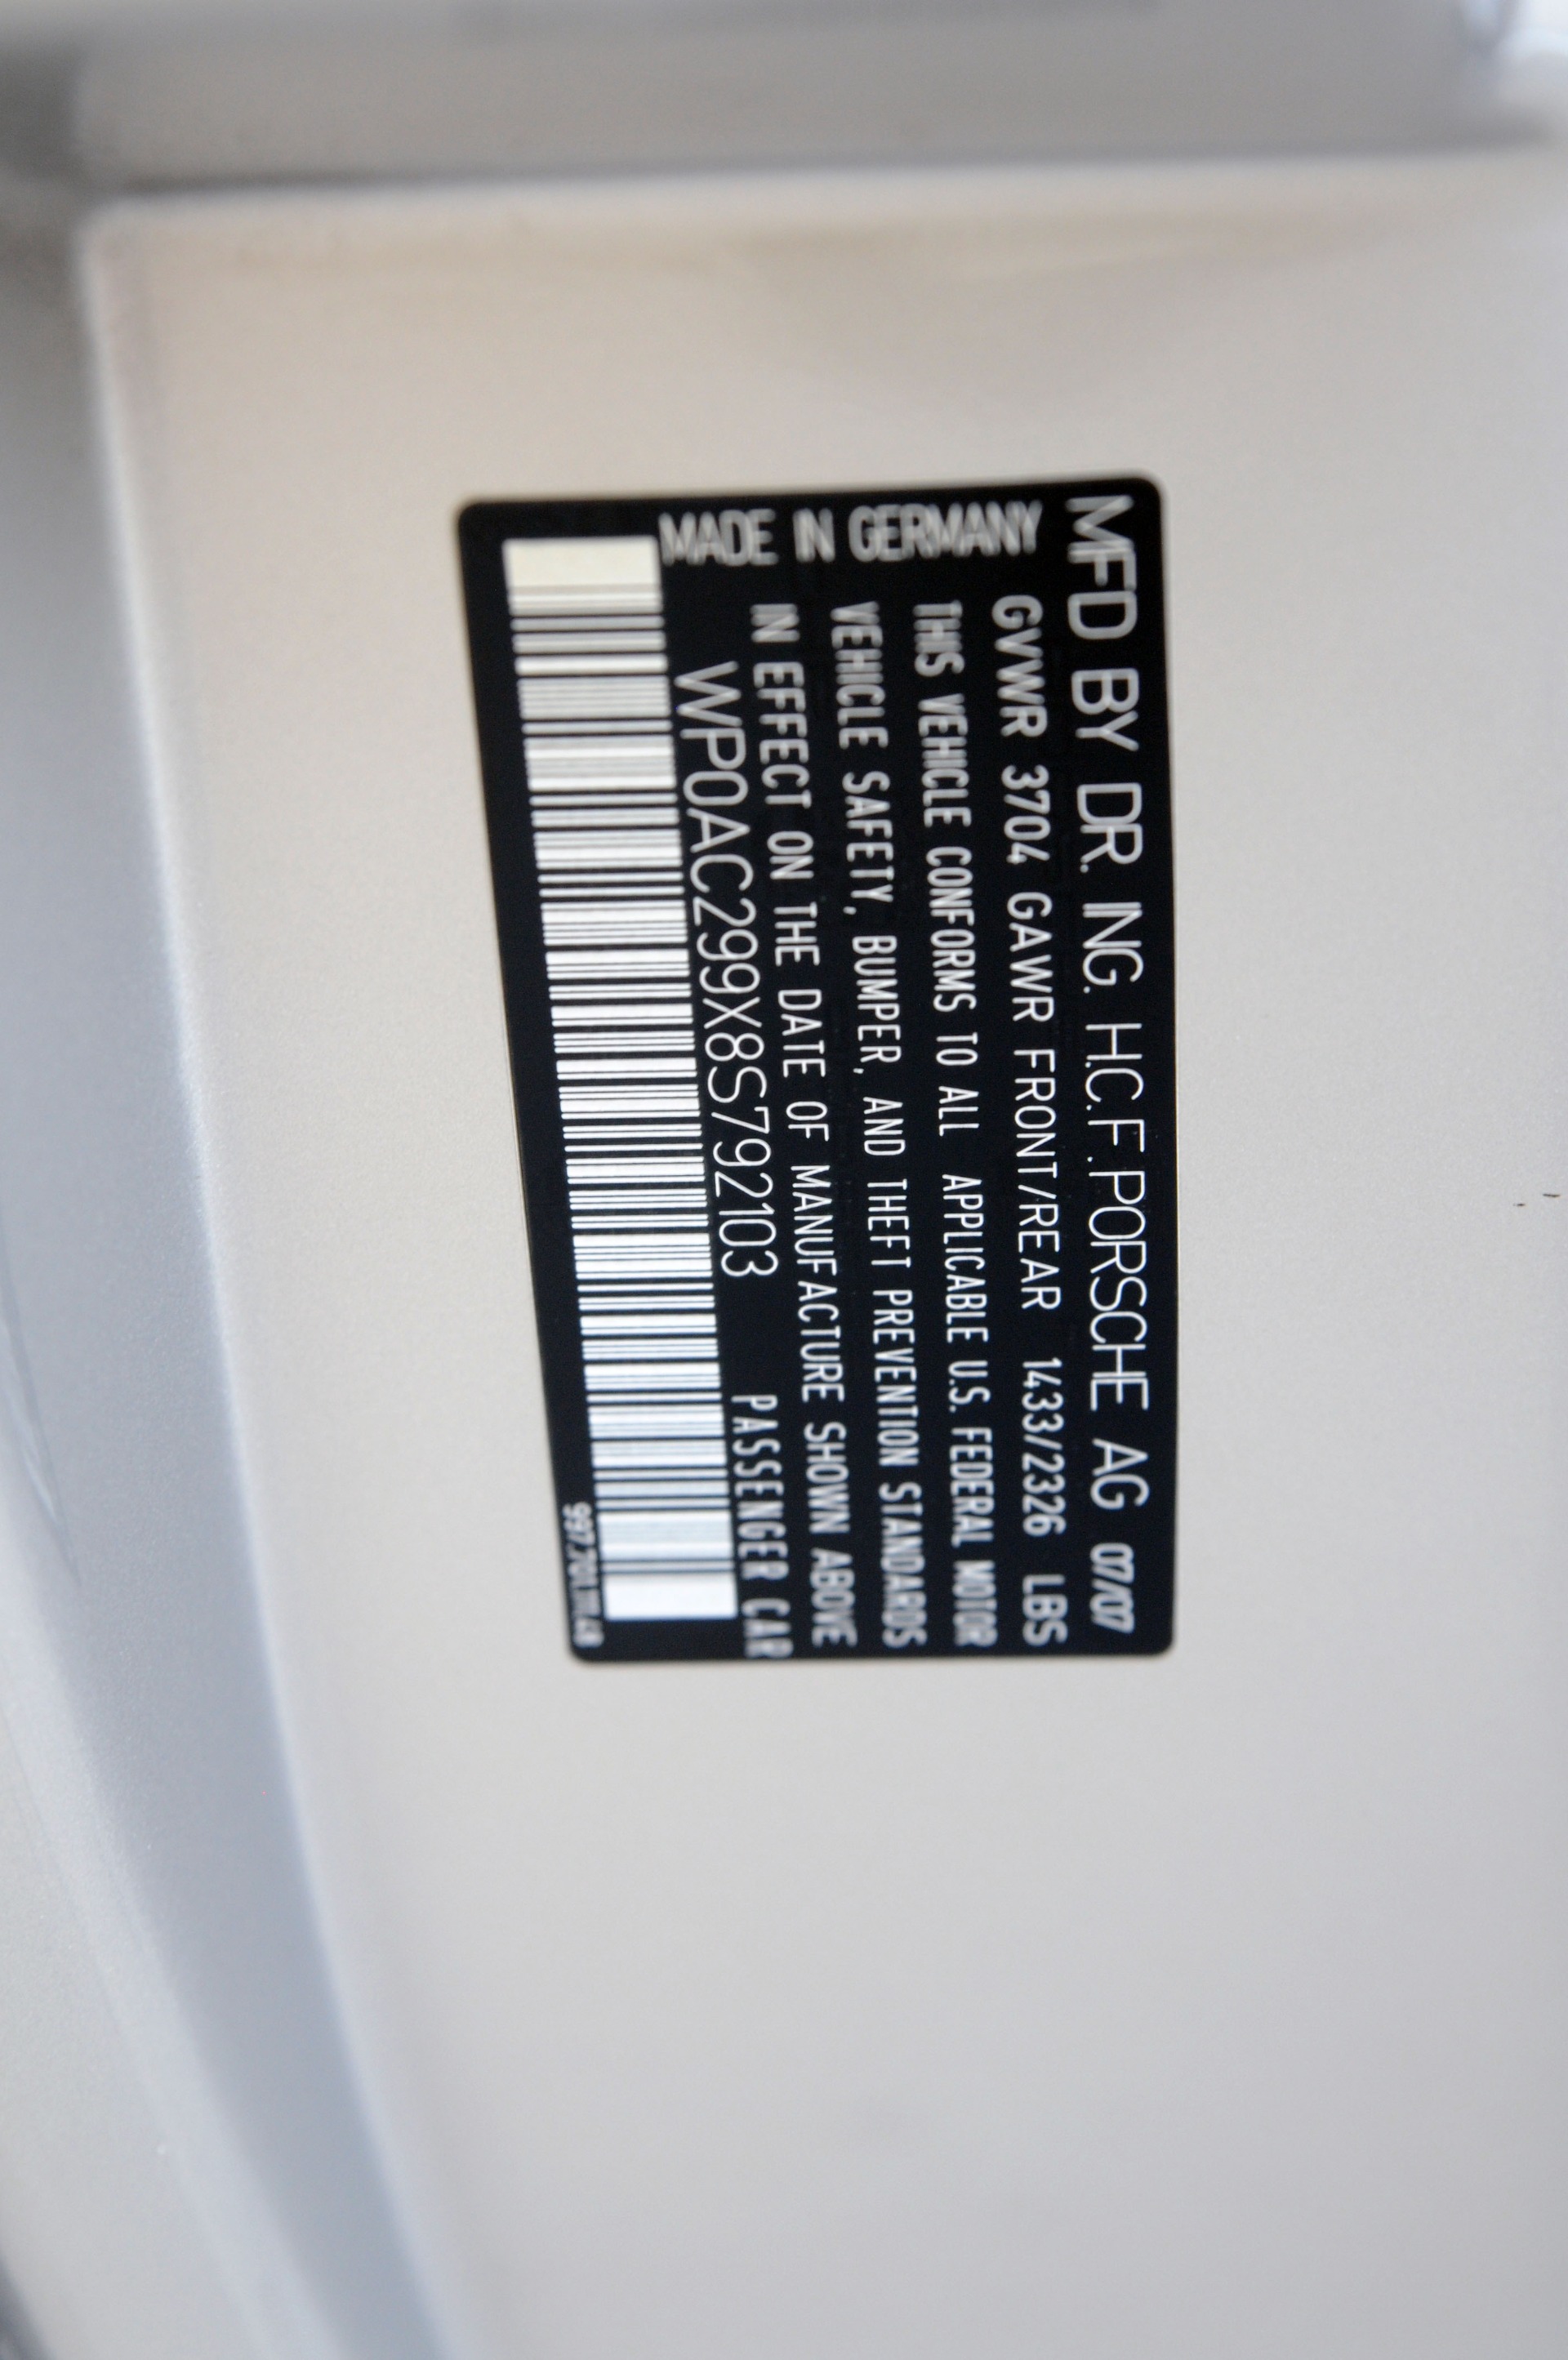 MFD BY DR. ING. H.C. F. PORSCHE AG 07/07
GVWR 3704 GAWR FRONT/REAR 1433/2326 LBS
THIS VEHICLE CONFORMS TO ALL APPLICABLE U.S. FEDERAL MOTOR
VEHICLE SAFETY, BUMPER, AND THEFT PREVENTION STANDARDS
IN EFFECT ON THE DATE OF MANUFACTURE SHOWN ABOVE
MADE IN GERMANY
WP0AC299X8S792103 PASSENGER CAR